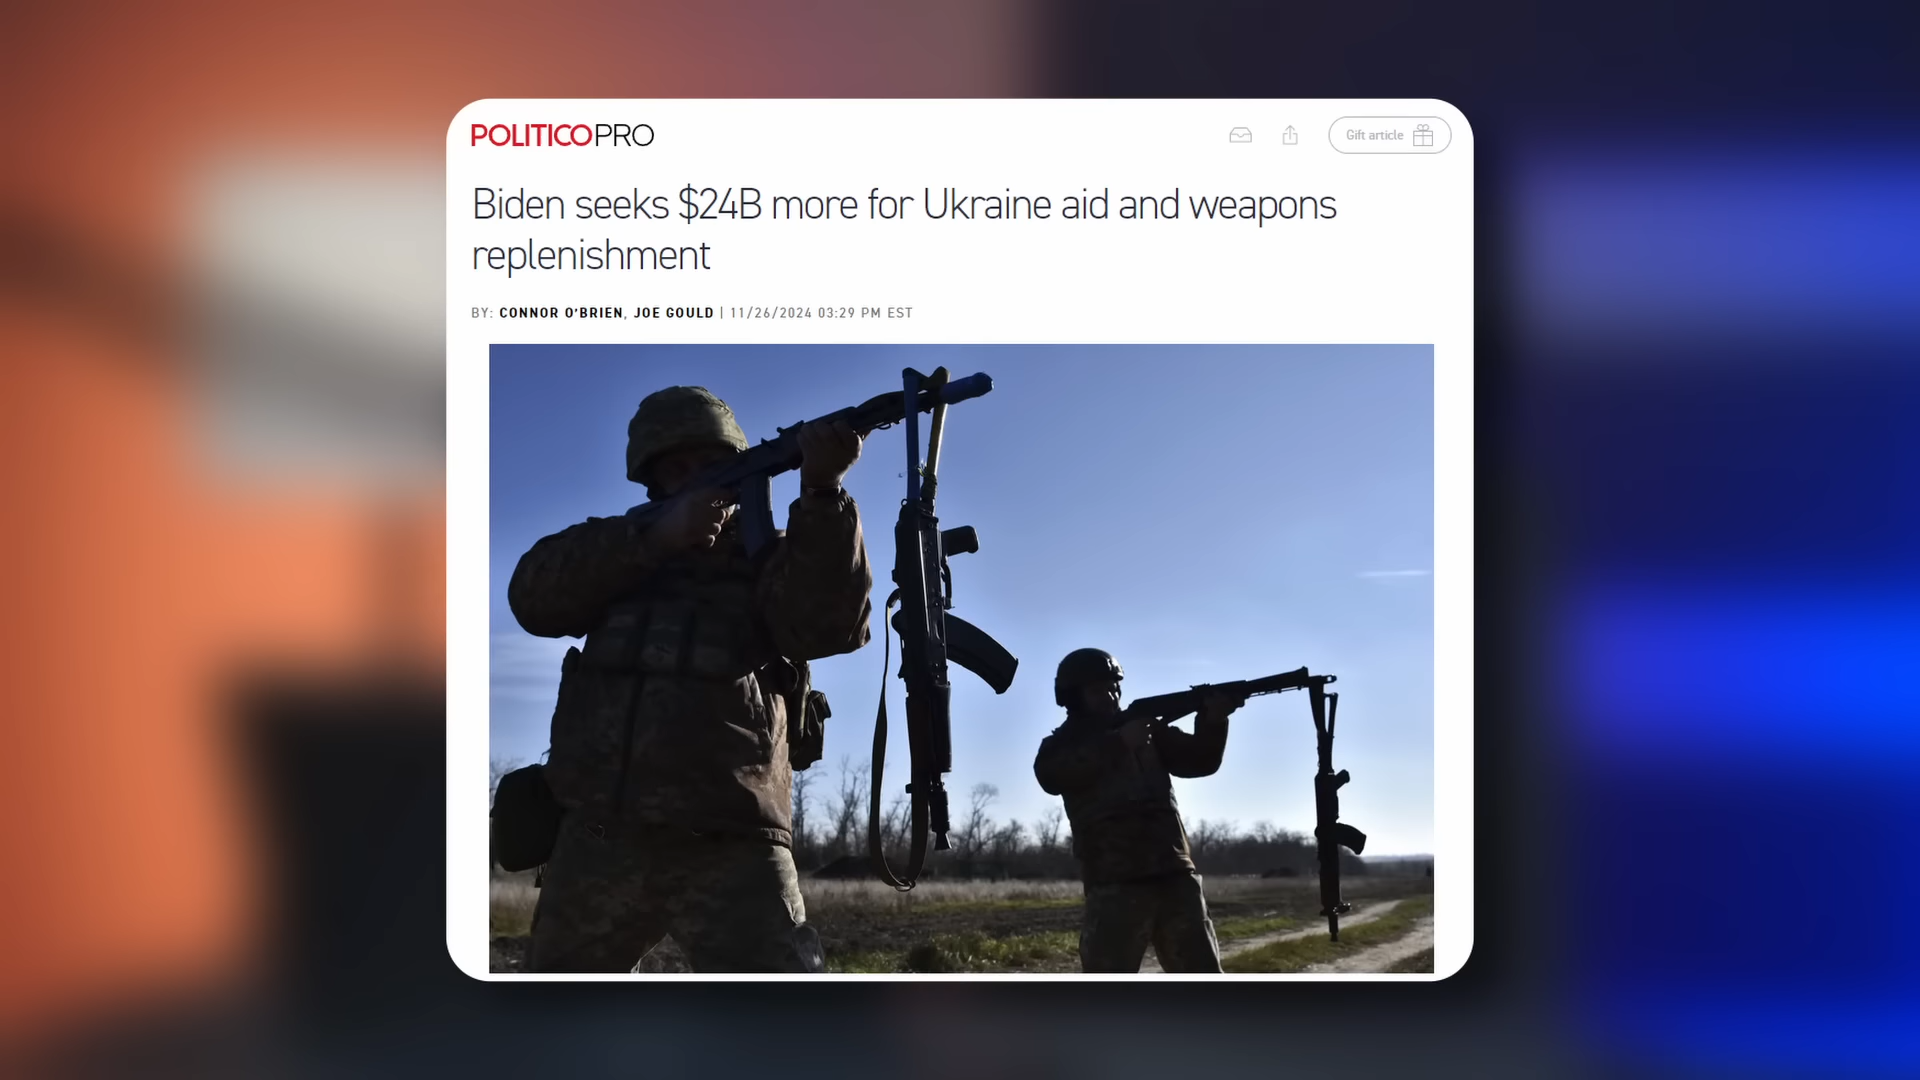 POLITICOPRO
Gift article
Biden seeks $24B more for Ukraine aid and weapons
replenishment
BY: CONNOR O'BRIEN, JOE GOULD | 11/26/2024 03:29 PM EST